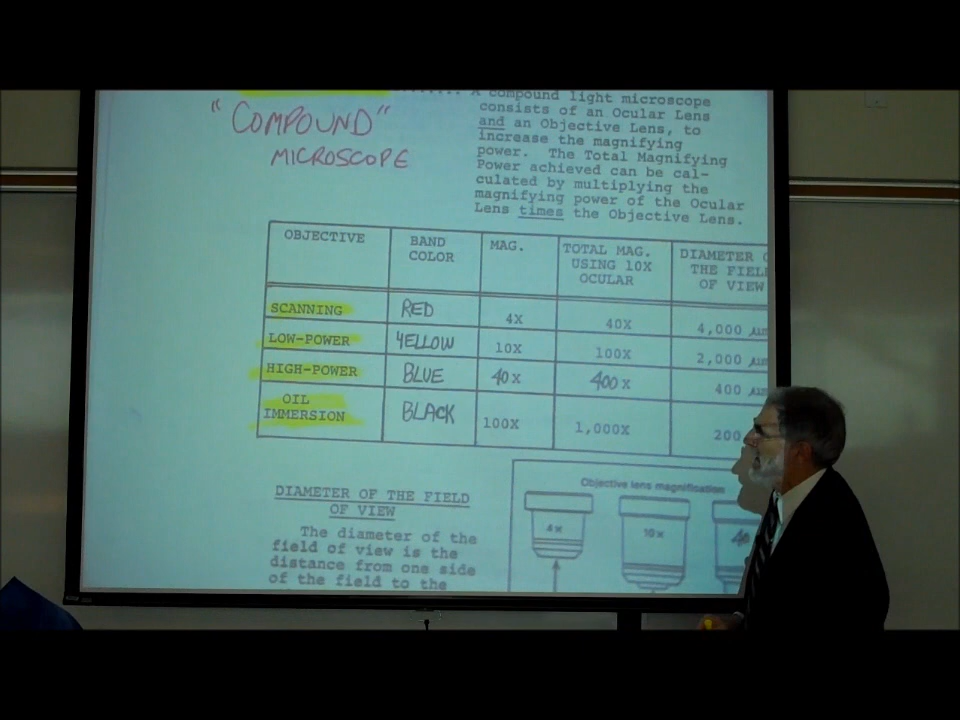 "COMPOUND"
MICROSCOPE
A compound light microscope
consists of an Ocular Lens
and an Objective Lens, to
increase the magnifying
power. The Total Magnifying
Power achieved can be cal-
culated by multiplying the
magnifying power of the Ocular
Lens times the Objective Lens.
OBJECTIVE BAND COLOR MAG. TOTAL MAG. USING 10X OCULAR DIAMETER THE FIEL OF VIEW
SCANNING RED 4X 40X 4,000
LOW-POWER YELLOW 10X 100X 2,000
HIGH-POWER BLUE 40X 400X 400
OIL IMMERSION BLACK 100X 1,000X 200
DIAMETER OF THE FIELD
OF VIEW
The diameter of the
field of view is the
distance from one side
of the field to the
Objective lens magnification
4x 10x